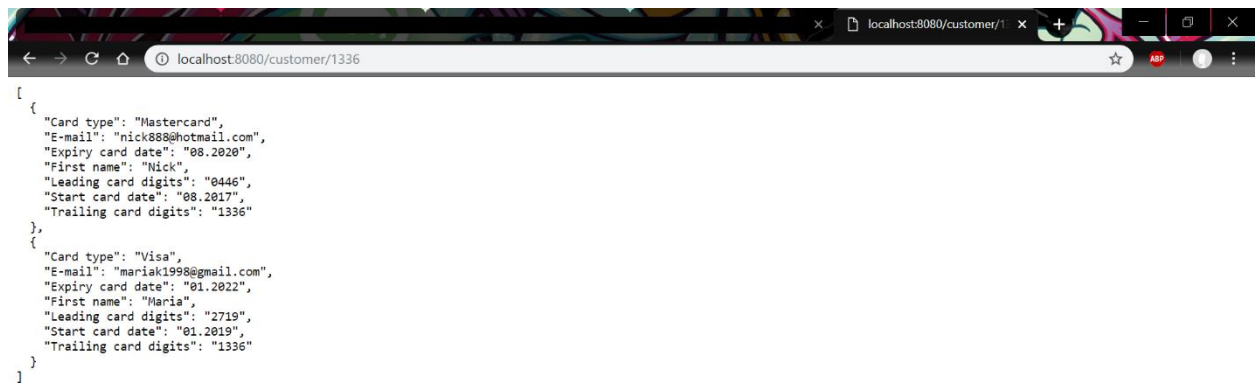 localhost:8080/customer/1
localhost:8080/customer/1336
ABP
[
{
"Card type": "Mastercard",
"E-mail": "nick888@hotmail.com",
"Expiry card date": "08.2020",
"First name": "Nick",
"Leading card digits": "0446",
"Start card date": "08.2017",
"Trailing card digits": "1336"
},
{
"Card type": "Visa",
"E-mail": "mariak1998@gmail.com",
"Expiry card date": "01.2022",
"First name": "Maria",
"Leading card digits": "2719",
"Start card date": "01.2019",
"Trailing card digits": "1336"
}
]